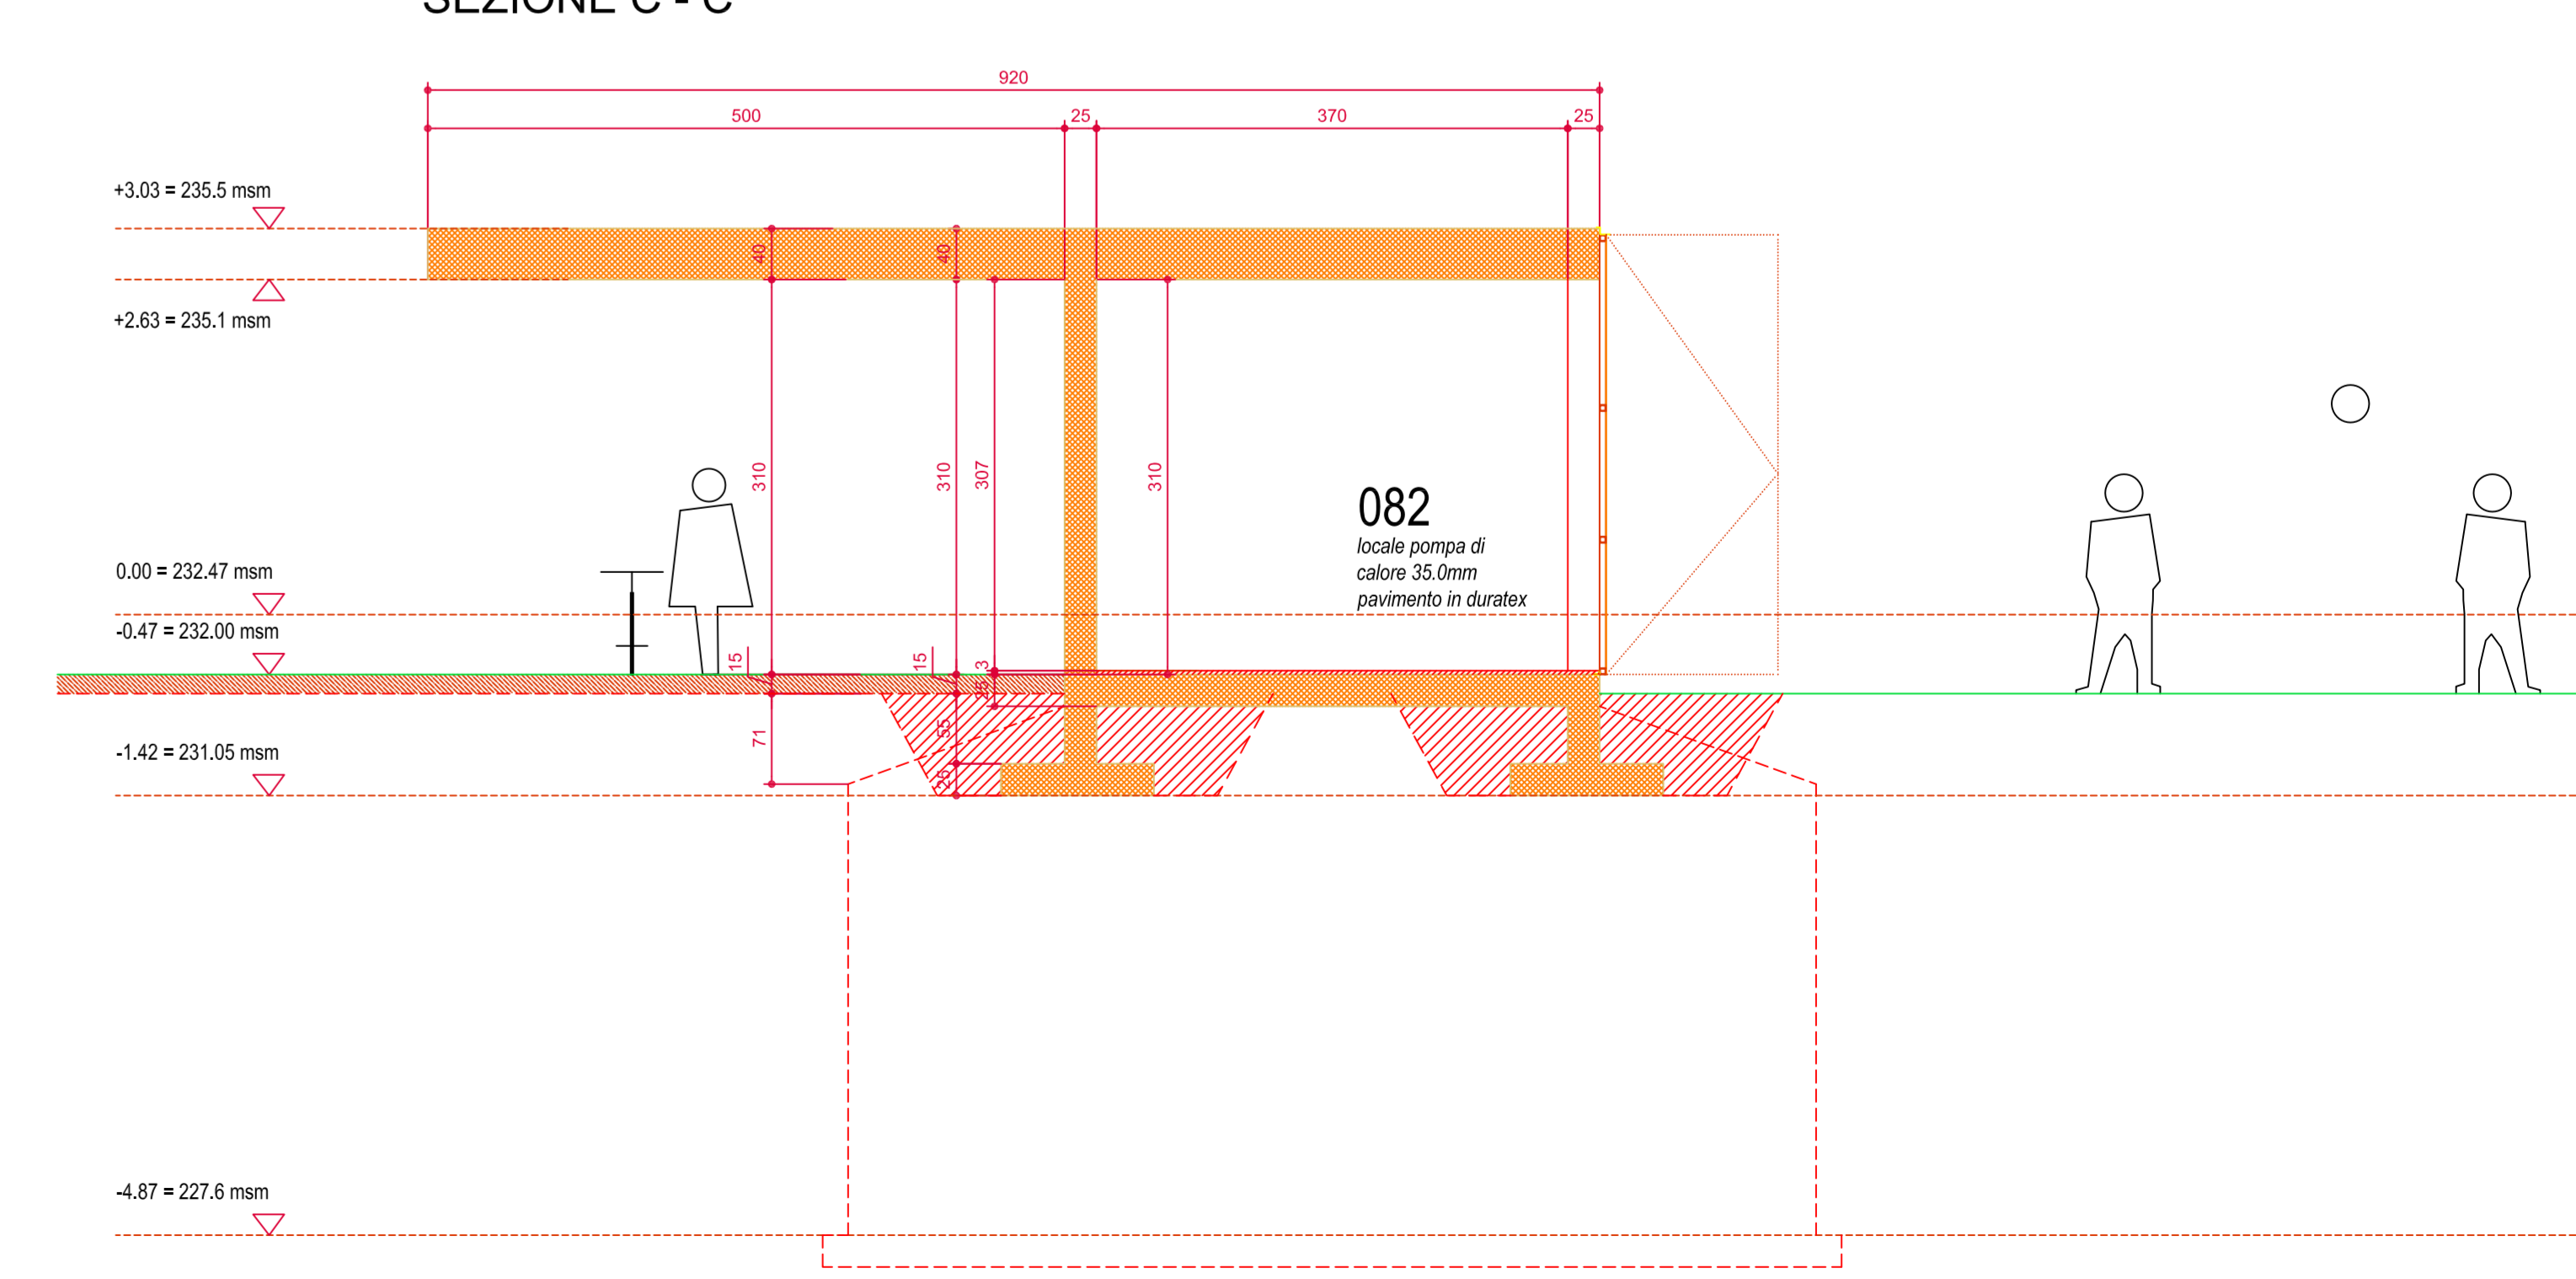 SEZIONE C - C
920
500 25 370 25
+3.03 = 235.5 msm
40 40
+2.63 = 235.1 msm
310 310 307 310
082
locale pompa di
calore 35.0mm
pavimento in duratex
0.00 = 232.47 msm
-0.47 = 232.00 msm
15 15 3
25
71 55
-1.42 = 231.05 msm
25
-4.87 = 227.6 msm